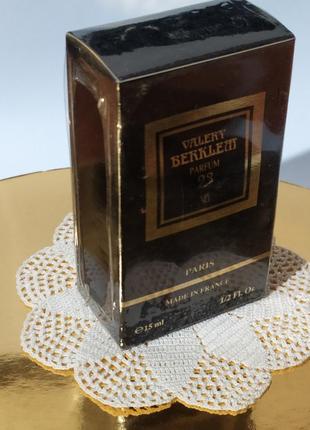 VALERY
BERKLEM
PARFUM
23
PARIS
MADE IN FRANCE
e 15 ml
1/2 FL. Oz